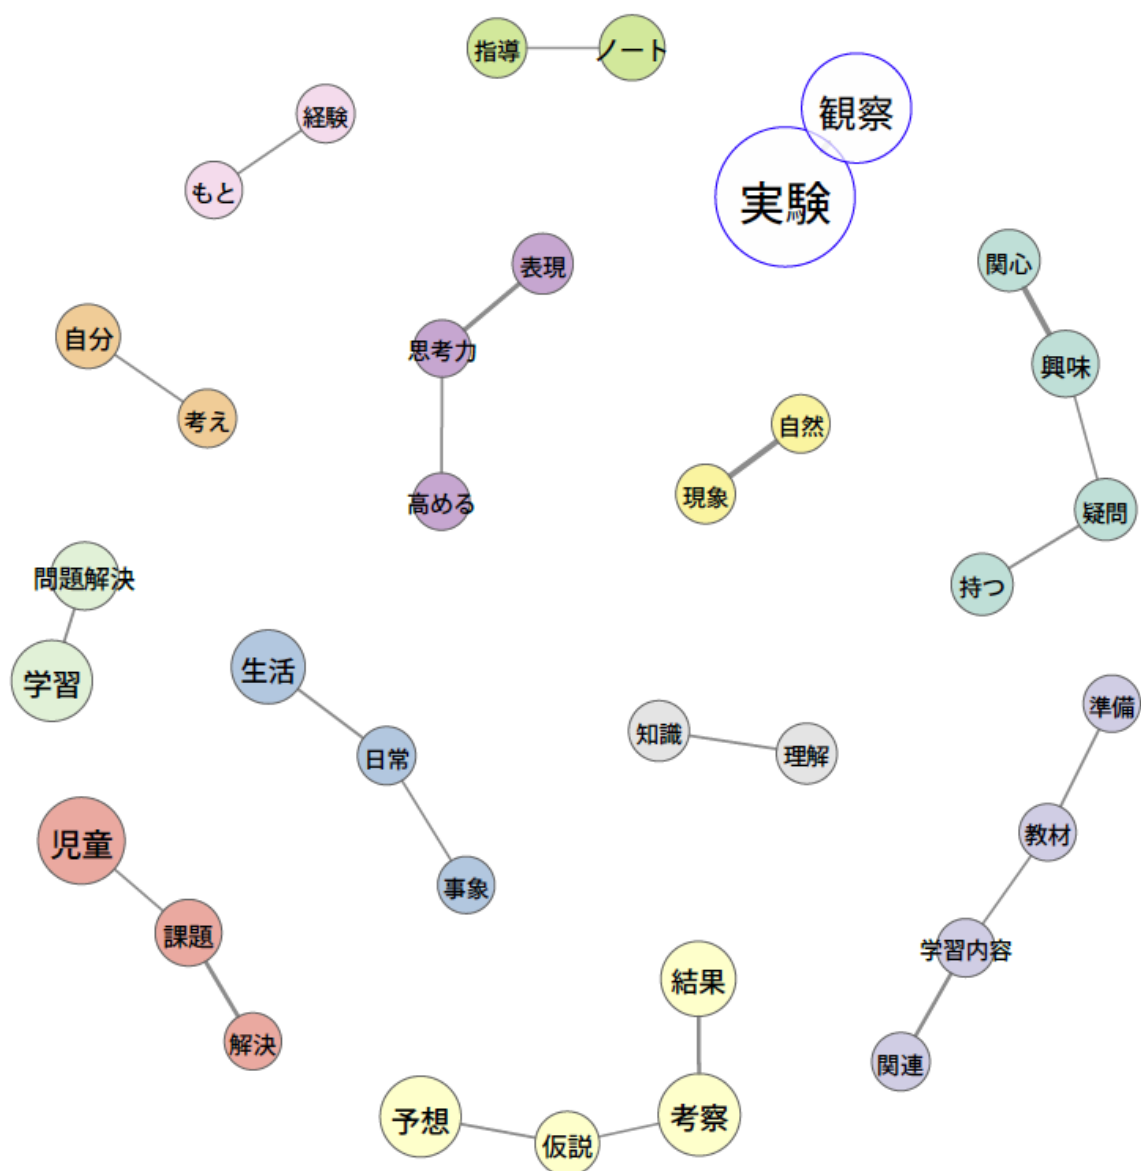 指導
ノート
観察
実験
経験
もと
表現
思考力
高める
関心
興味
疑問
持つ
自分
考え
自然
現象
問題解決
学習
生活
日常
事象
知識
理解
準備
教材
学習内容
関連
児童
課題
解決
結果
考察
仮説
予想